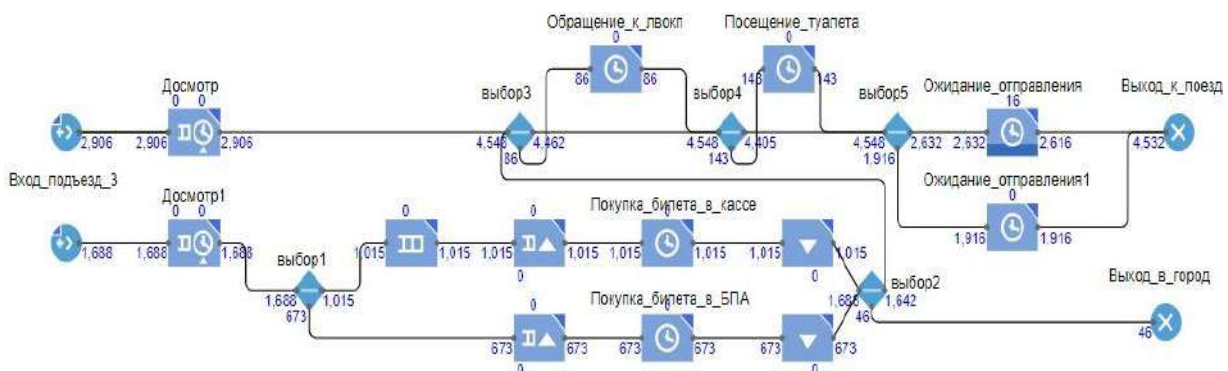 Обращение_к_лвокп Посещение_туалета
0 0
Досмотр
0 0
выбор3
86 86
выбор4
143 143
выбор5
Ожидание_отправления
16
Выход_к_поезд
2,906 2,906 2,906
4,548 4,462
86
4,548 4,405
143
4,548 2,632 2,632 2,616
1,916
4,532
Вход_подъезд_3
Досмотр1
0 0
Покупка_билета_в_кассе
0 0 0
Ожидание_отправления1
0
1,916 1,916
1,688 1,688 1,688
выбор1
1,015 1,015 1,015 1,015 1,015 1,015 1,015 1,015
0 0
Выход_в_город
1,688 1,015
673
Покупка_билета_в_БПА
0 0
выбор2
1,688 1,642
46
46
673 673 673 673 673 673
0 0